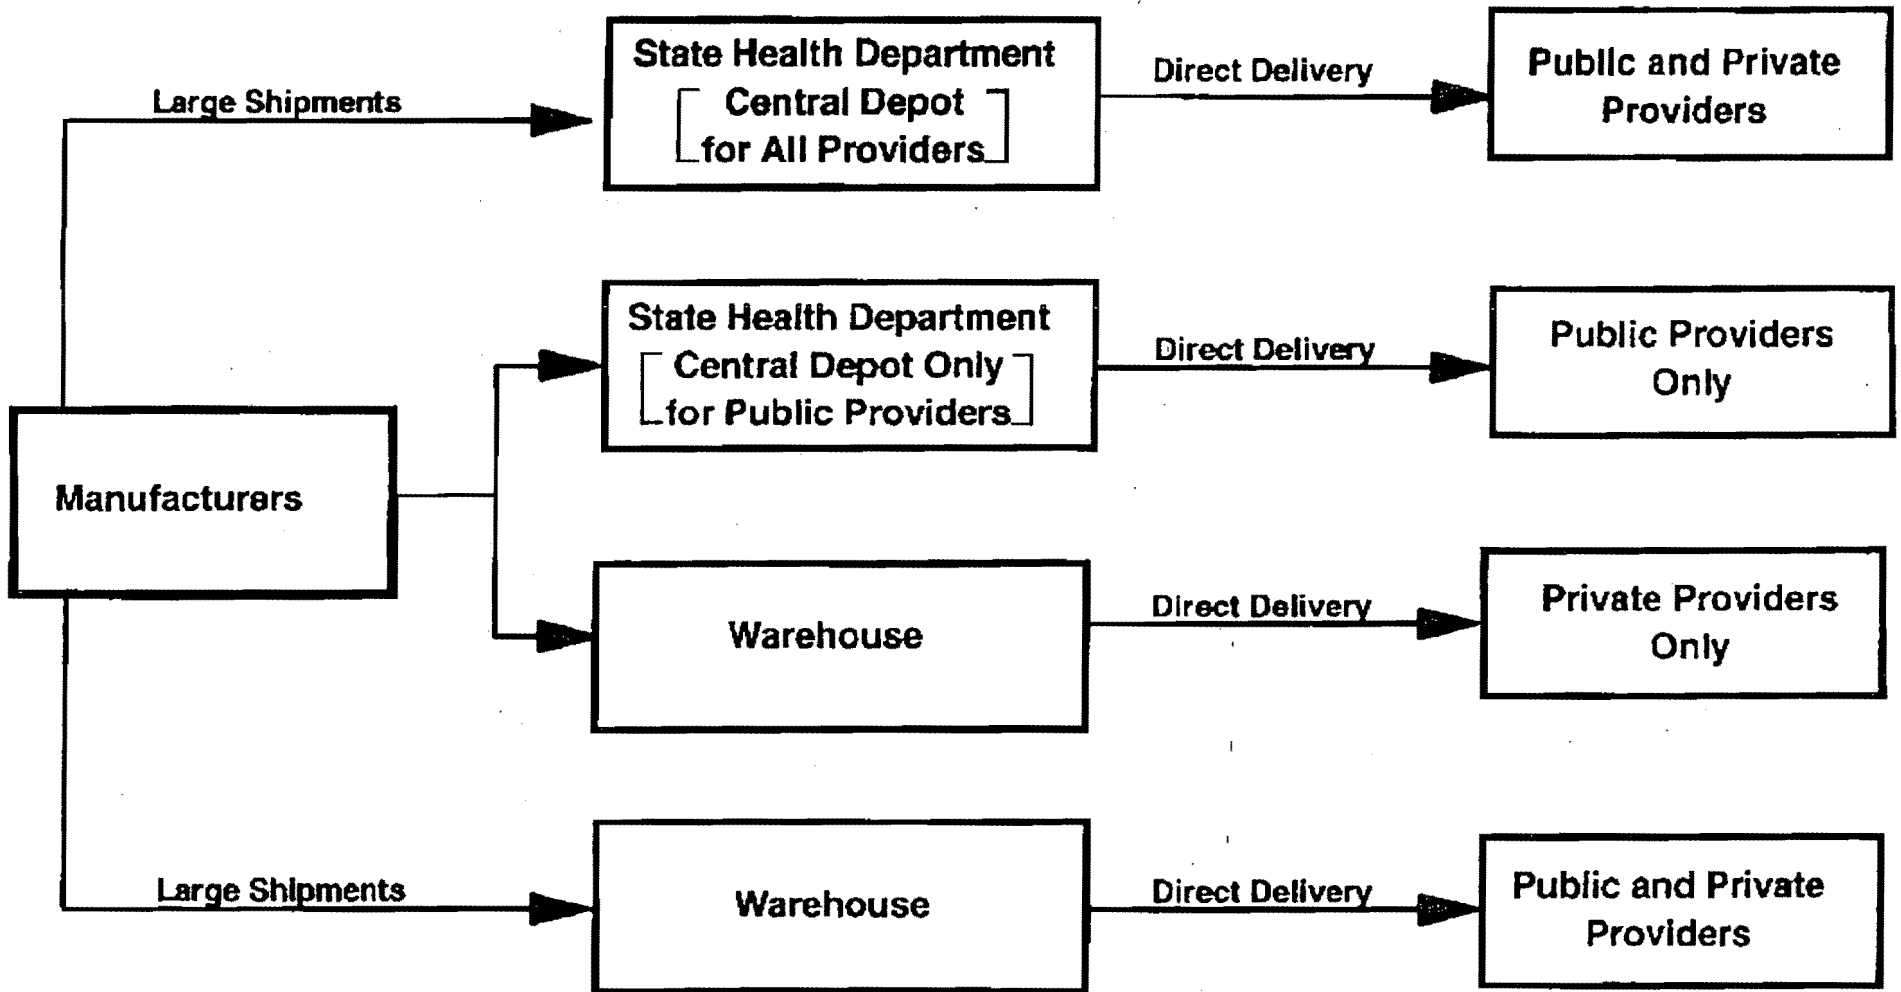 State Health Department
Central Depot
for All Providers
Large Shipments
Direct Delivery
Public and Private
Providers
State Health Department
Central Depot Only
for Public Providers
Direct Delivery
Public Providers
Only
Manufacturers
Warehouse
Direct Delivery
Private Providers
Only
Large Shipments
Warehouse
Direct Delivery
Public and Private
Providers